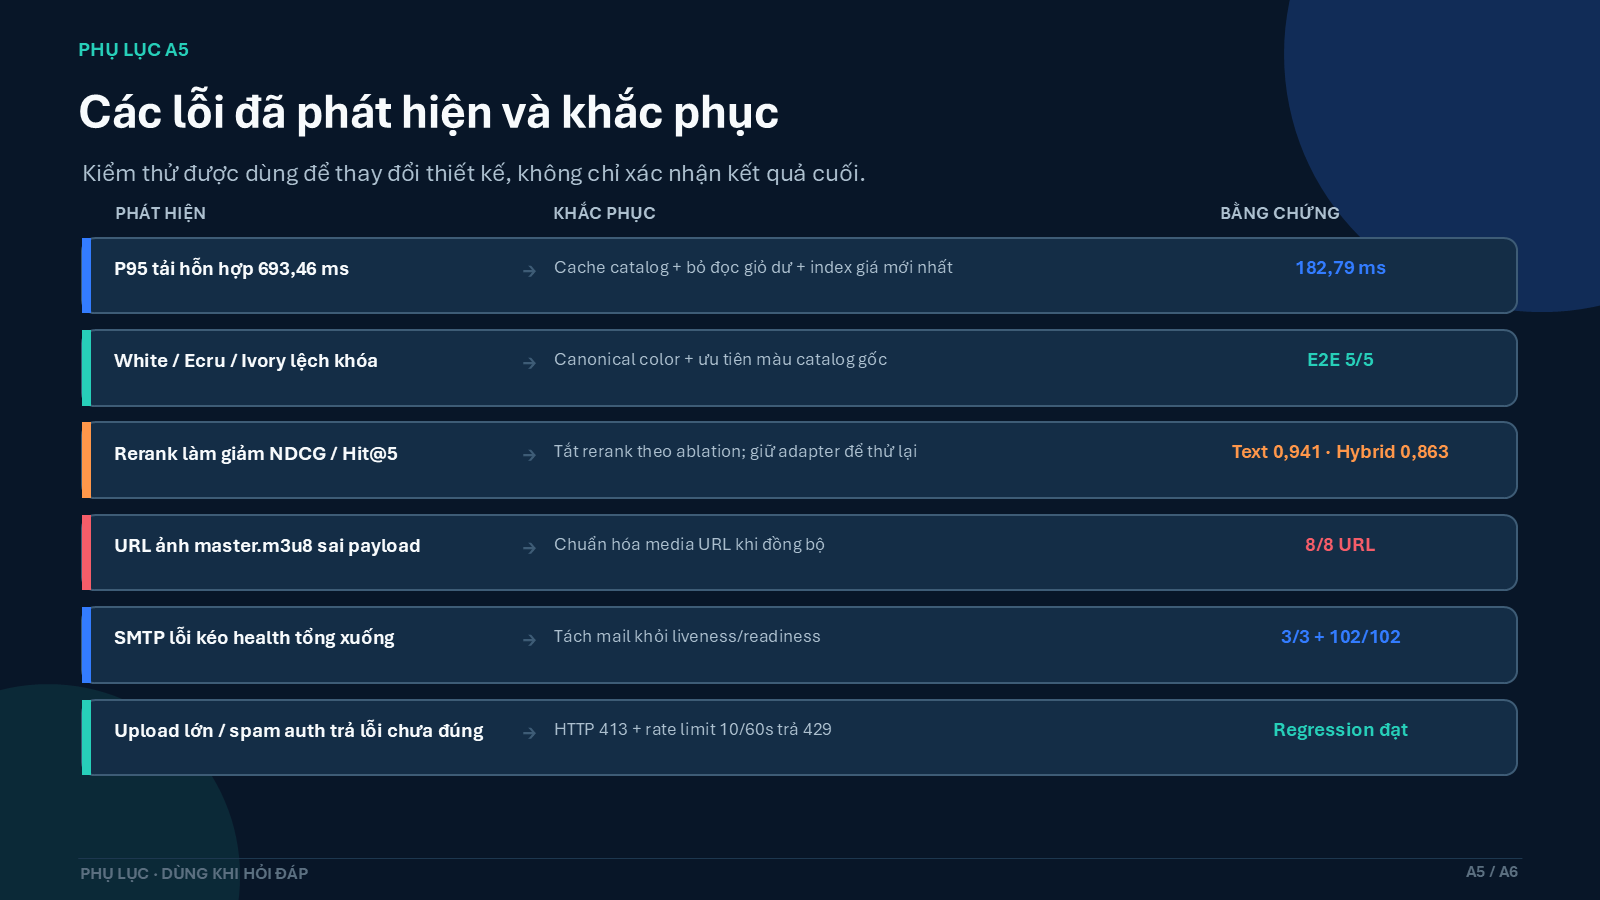 PHỤ LỤC A5
Các lỗi đã phát hiện và khắc phục
Kiểm thử được dùng để thay đổi thiết kế, không chỉ xác nhận kết quả cuối.
PHÁT HIỆN KHẮC PHỤC BẰNG CHỨNG
P95 tải hỗn hợp 693,46 ms → Cache catalog + bỏ đọc giỏ dư + index giá mới nhất 182,79 ms
White / Ecru / Ivory lệch khóa → Canonical color + ưu tiên màu catalog gốc E2E 5/5
Rerank làm giảm NDCG / Hit@5 → Tắt rerank theo ablation; giữ adapter để thử lại Text 0,941 · Hybrid 0,863
URL ảnh master.m3u8 sai payload → Chuẩn hóa media URL khi đồng bộ 8/8 URL
SMTP lỗi kéo health tổng xuống → Tách mail khỏi liveness/readiness 3/3 + 102/102
Upload lớn / spam auth trả lỗi chưa đúng → HTTP 413 + rate limit 10/60s trả 429 Regression đạt
PHỤ LỤC · DÙNG KHI HỎI ĐÁP A5 / A6